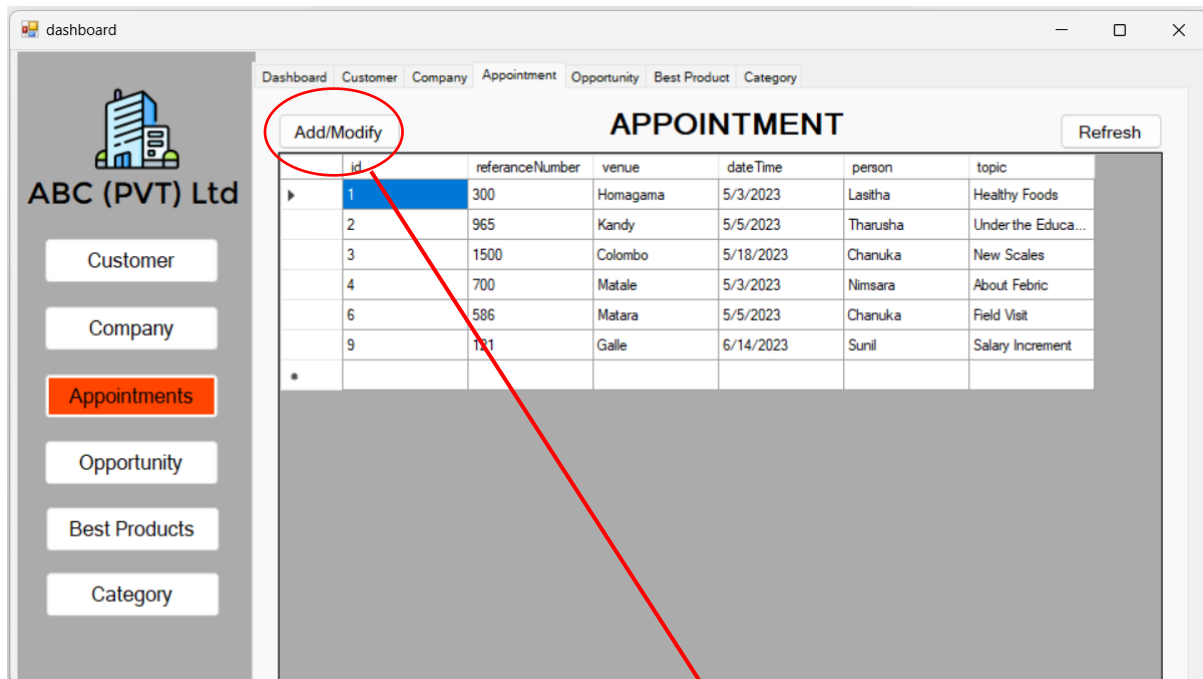 dashboard
Dashboard Customer Company Appointment Opportunity Best Product Category
Add/Modify APPOINTMENT Refresh
ABC (PVT) Ltd
Customer
Company
Appointments
Opportunity
Best Products
Category
id referanceNumber venue dateTime person topic
1 300 Homagama 5/3/2023 Lasitha Healthy Foods
2 965 Kandy 5/5/2023 Tharusha Under the Educa...
3 1500 Colombo 5/18/2023 Chanuka New Scales
4 700 Matale 5/3/2023 Nimsara About Febric
6 586 Matara 5/5/2023 Chanuka Field Visit
9 121 Galle 6/14/2023 Sunil Salary Increment